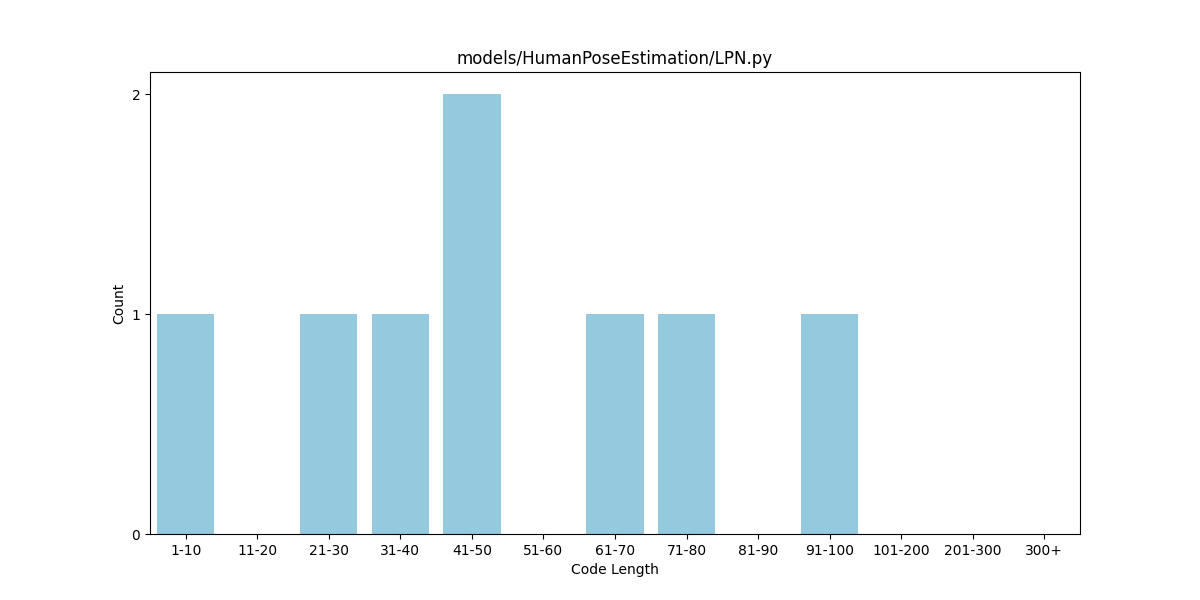 models/HumanPoseEstimation/LPN.py
2
1
0
Count
1-10 11-20 21-30 31-40 41-50 51-60 61-70 71-80 81-90 91-100 101-200 201-300 300+
Code Length